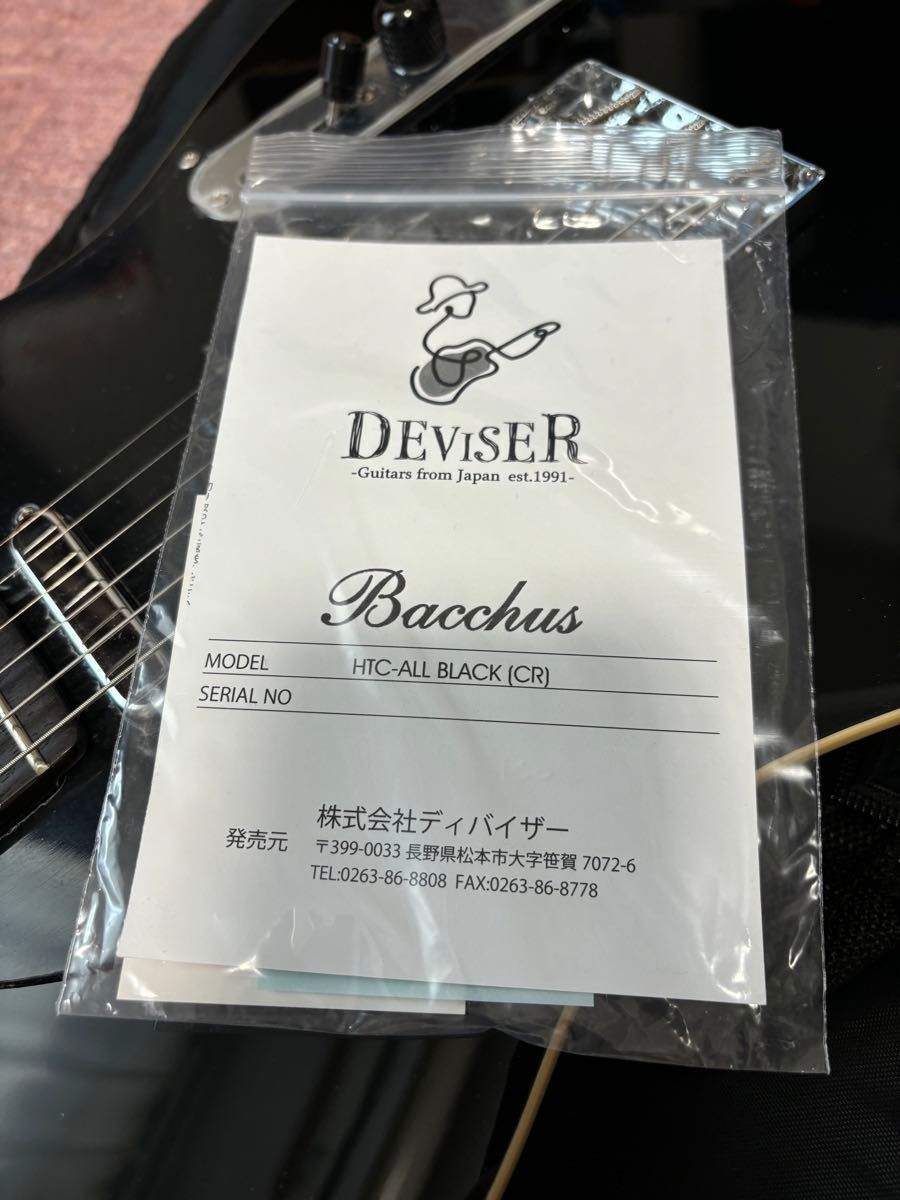 DEVISER
-Guitars from Japan est.1991-
Bacchus
MODEL HTC-ALL BLACK (CR)
SERIAL NO
発売元
株式会社ディバイザー
〒399-0033 長野県松本市大字笹賀 7072-6
TEL:0263-86-8808 FAX:0263-86-8778